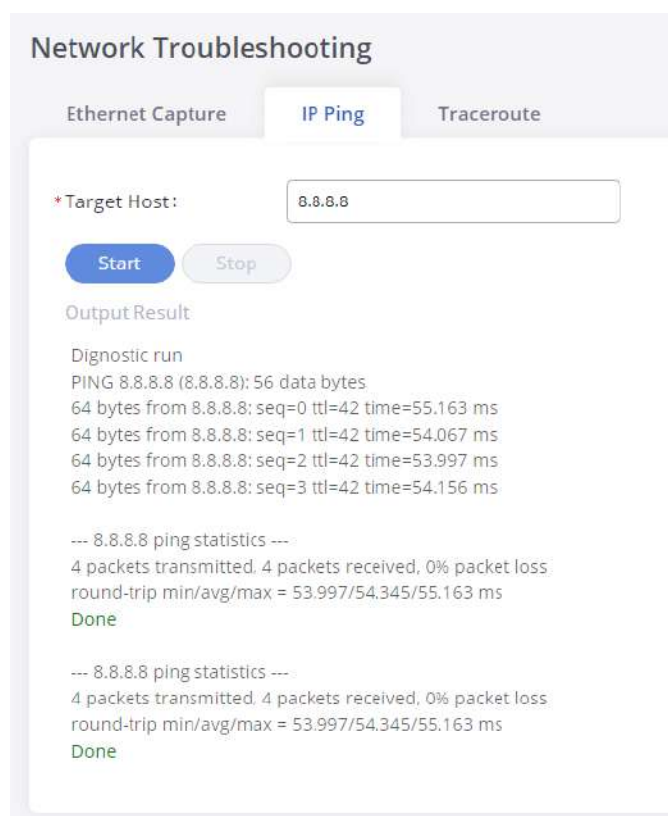 Network Troubleshooting
Ethernet Capture IP Ping Traceroute
*Target Host: 8.8.8.8
Start Stop
Output Result
Dignostic run
PING 8.8.8.8 (8.8.8.8): 56 data bytes
64 bytes from 8.8.8.8: seq=0 ttl=42 time=55.163 ms
64 bytes from 8.8.8.8: seq=1 ttl=42 time=54.067 ms
64 bytes from 8.8.8.8: seq=2 ttl=42 time=53.997 ms
64 bytes from 8.8.8.8: seq=3 ttl=42 time=54.156 ms
--- 8.8.8.8 ping statistics ---
4 packets transmitted, 4 packets received, 0% packet loss
round-trip min/avg/max = 53.997/54.345/55.163 ms
Done
--- 8.8.8.8 ping statistics ---
4 packets transmitted, 4 packets received, 0% packet loss
round-trip min/avg/max = 53.997/54.345/55.163 ms
Done